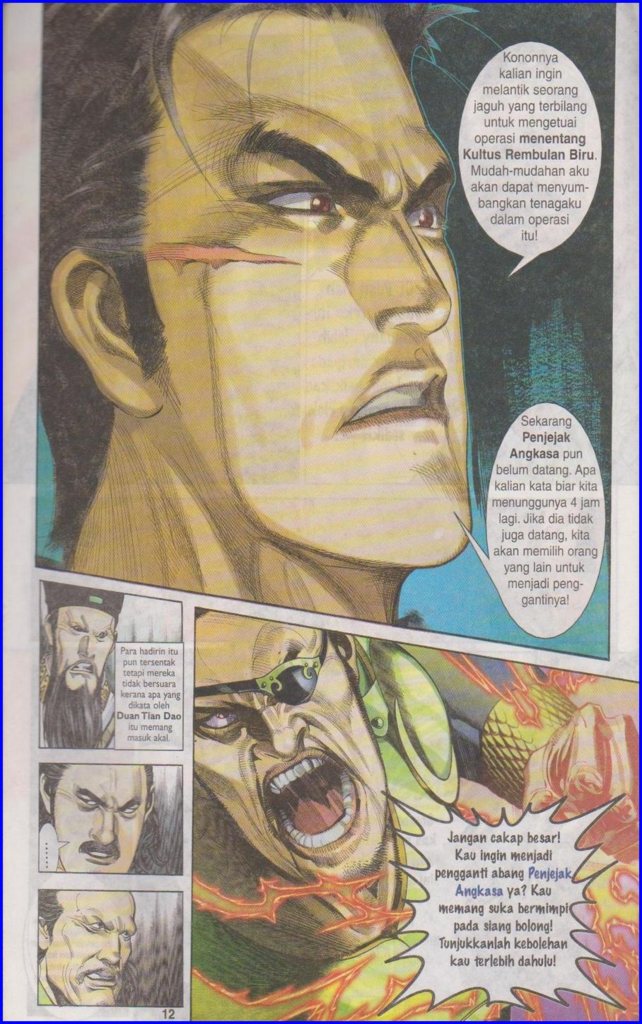 Kononnya
kalian ingin
melantik seorang
jaguh yang terbilang
untuk mengetuai
operasi menentang
Kultus Rembulan Biru.
Mudah-mudahan aku
akan dapat menyum-
bangkan tenagaku
dalam operasi
itu!
Sekarang
Penjejak
Angkasa pun
belum datang. Apa
kalian kata biar kita
menunggunya 4 jam
lagi. Jika dia tidak
juga datang, kita
akan memilih orang
yang lain untuk
menjadi peng-
gantinya!
Para hadirin itu
pun tersentak
tetapi mereka
tidak bersuara
kerana apa yang
dikata oleh
Duan Tian Dao
itu memang
masuk akal.
......
Jangan cakap besar!
Kau ingin menjadi
pengganti abang Penjejak
Angkasa ya? Kau
memang suka bermimpi
pada siang bolong!
Tunjukkanlah kebolehan
kau terlebih dahulu!
12